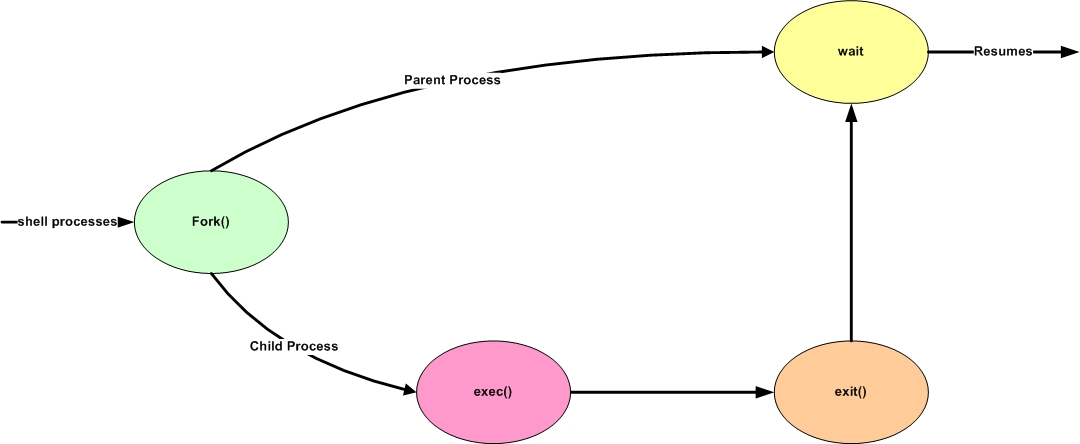 wait
Resumes
Parent Process
shell processes
Fork()
Child Process
exec()
exit()